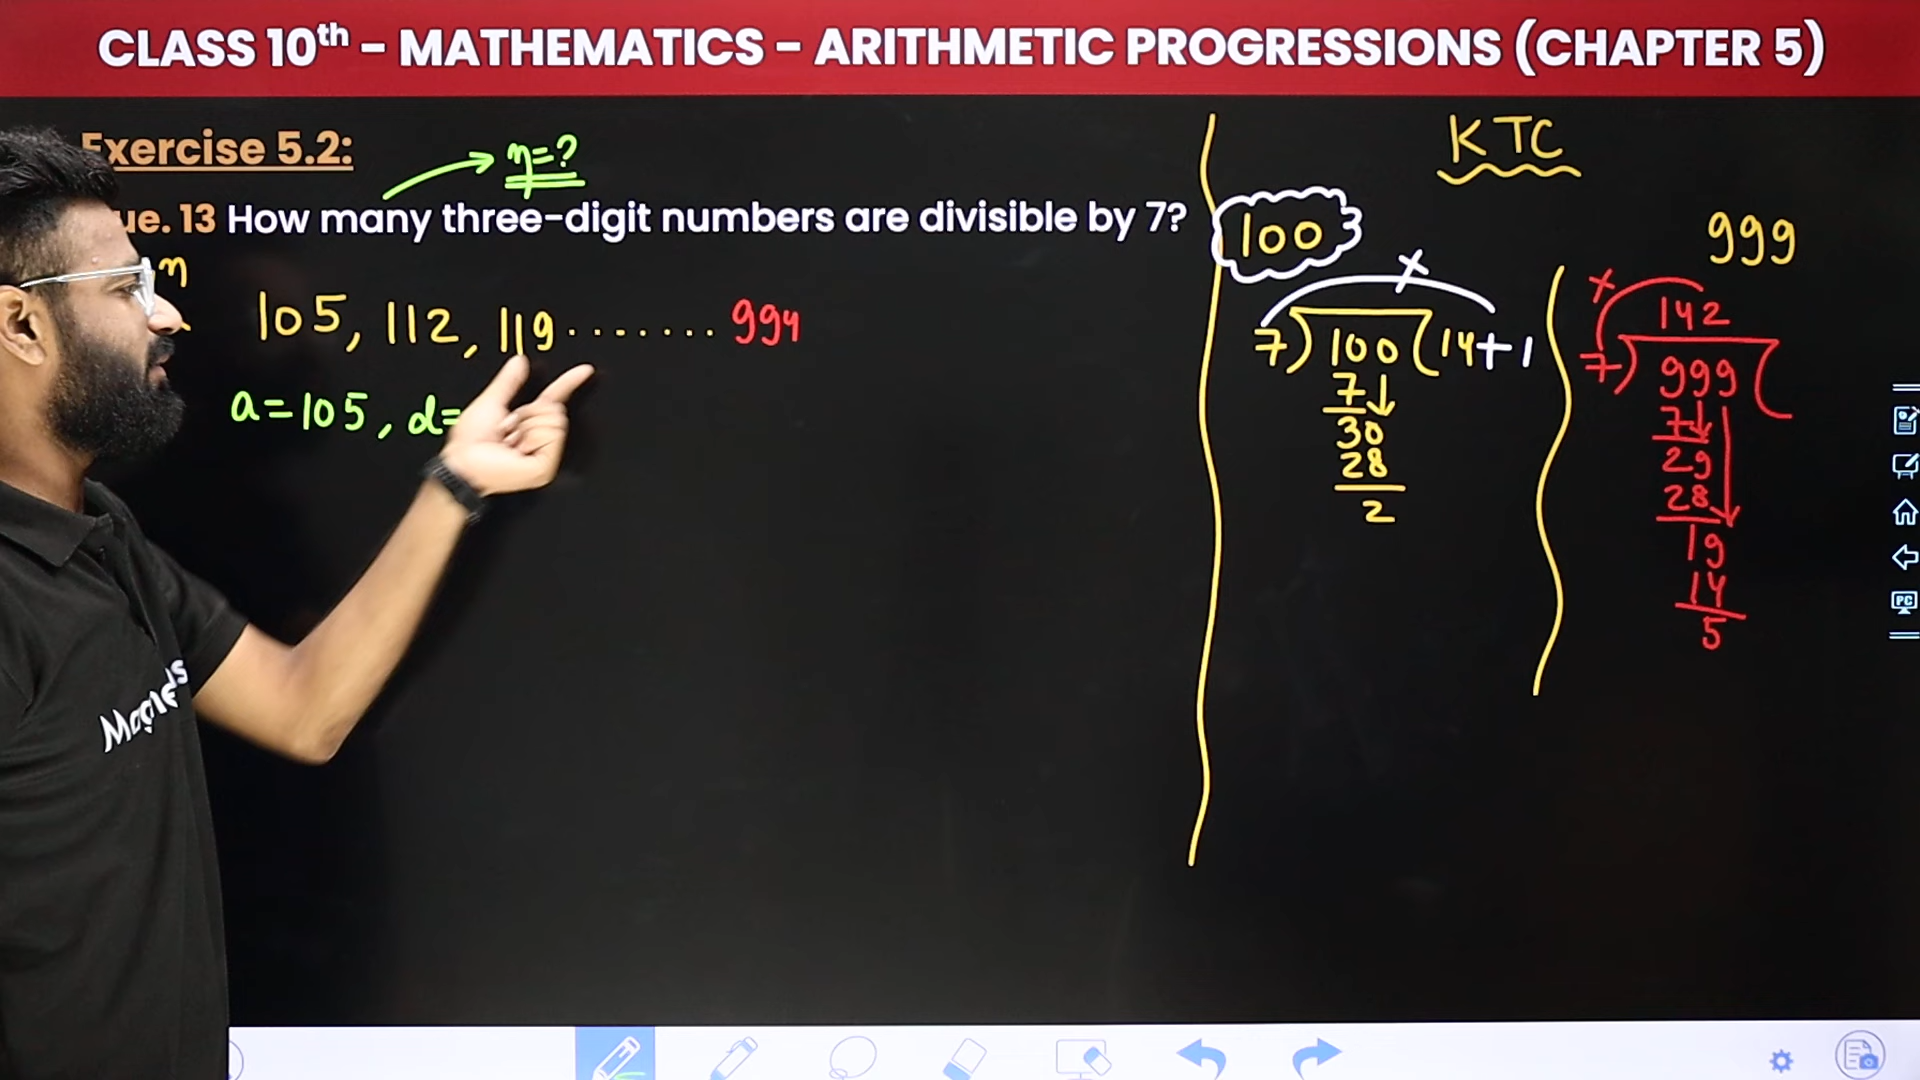 CLASS 10th - MATHEMATICS - ARITHMETIC PROGRESSIONS (CHAPTER 5)
Exercise 5.2:
n=?
ue. 13 How many three-digit numbers are divisible by 7?
n
105, 112, 119 ....... 994
a=105, d=
KTC
100
7) 100 (14+1
7
30
28
2
999
×
142
7) 999 (
7
29
28
19
14
5
×
PC